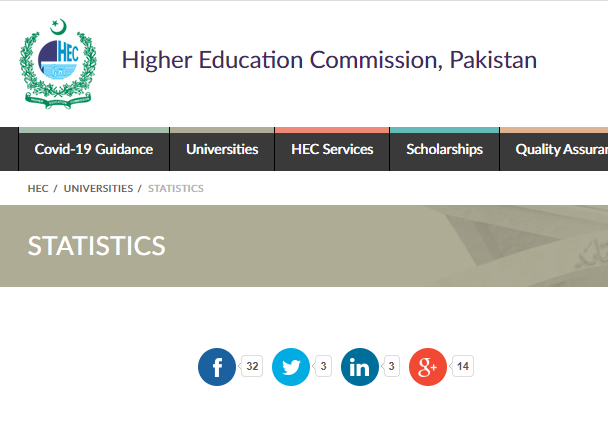 HEC
Higher Education Commission, Pakistan
Covid-19 Guidance
Universities
HEC Services
Scholarships
Quality Assuran
HEC / UNIVERSITIES / STATISTICS
STATISTICS
f 32
3
in 3
g+ 14